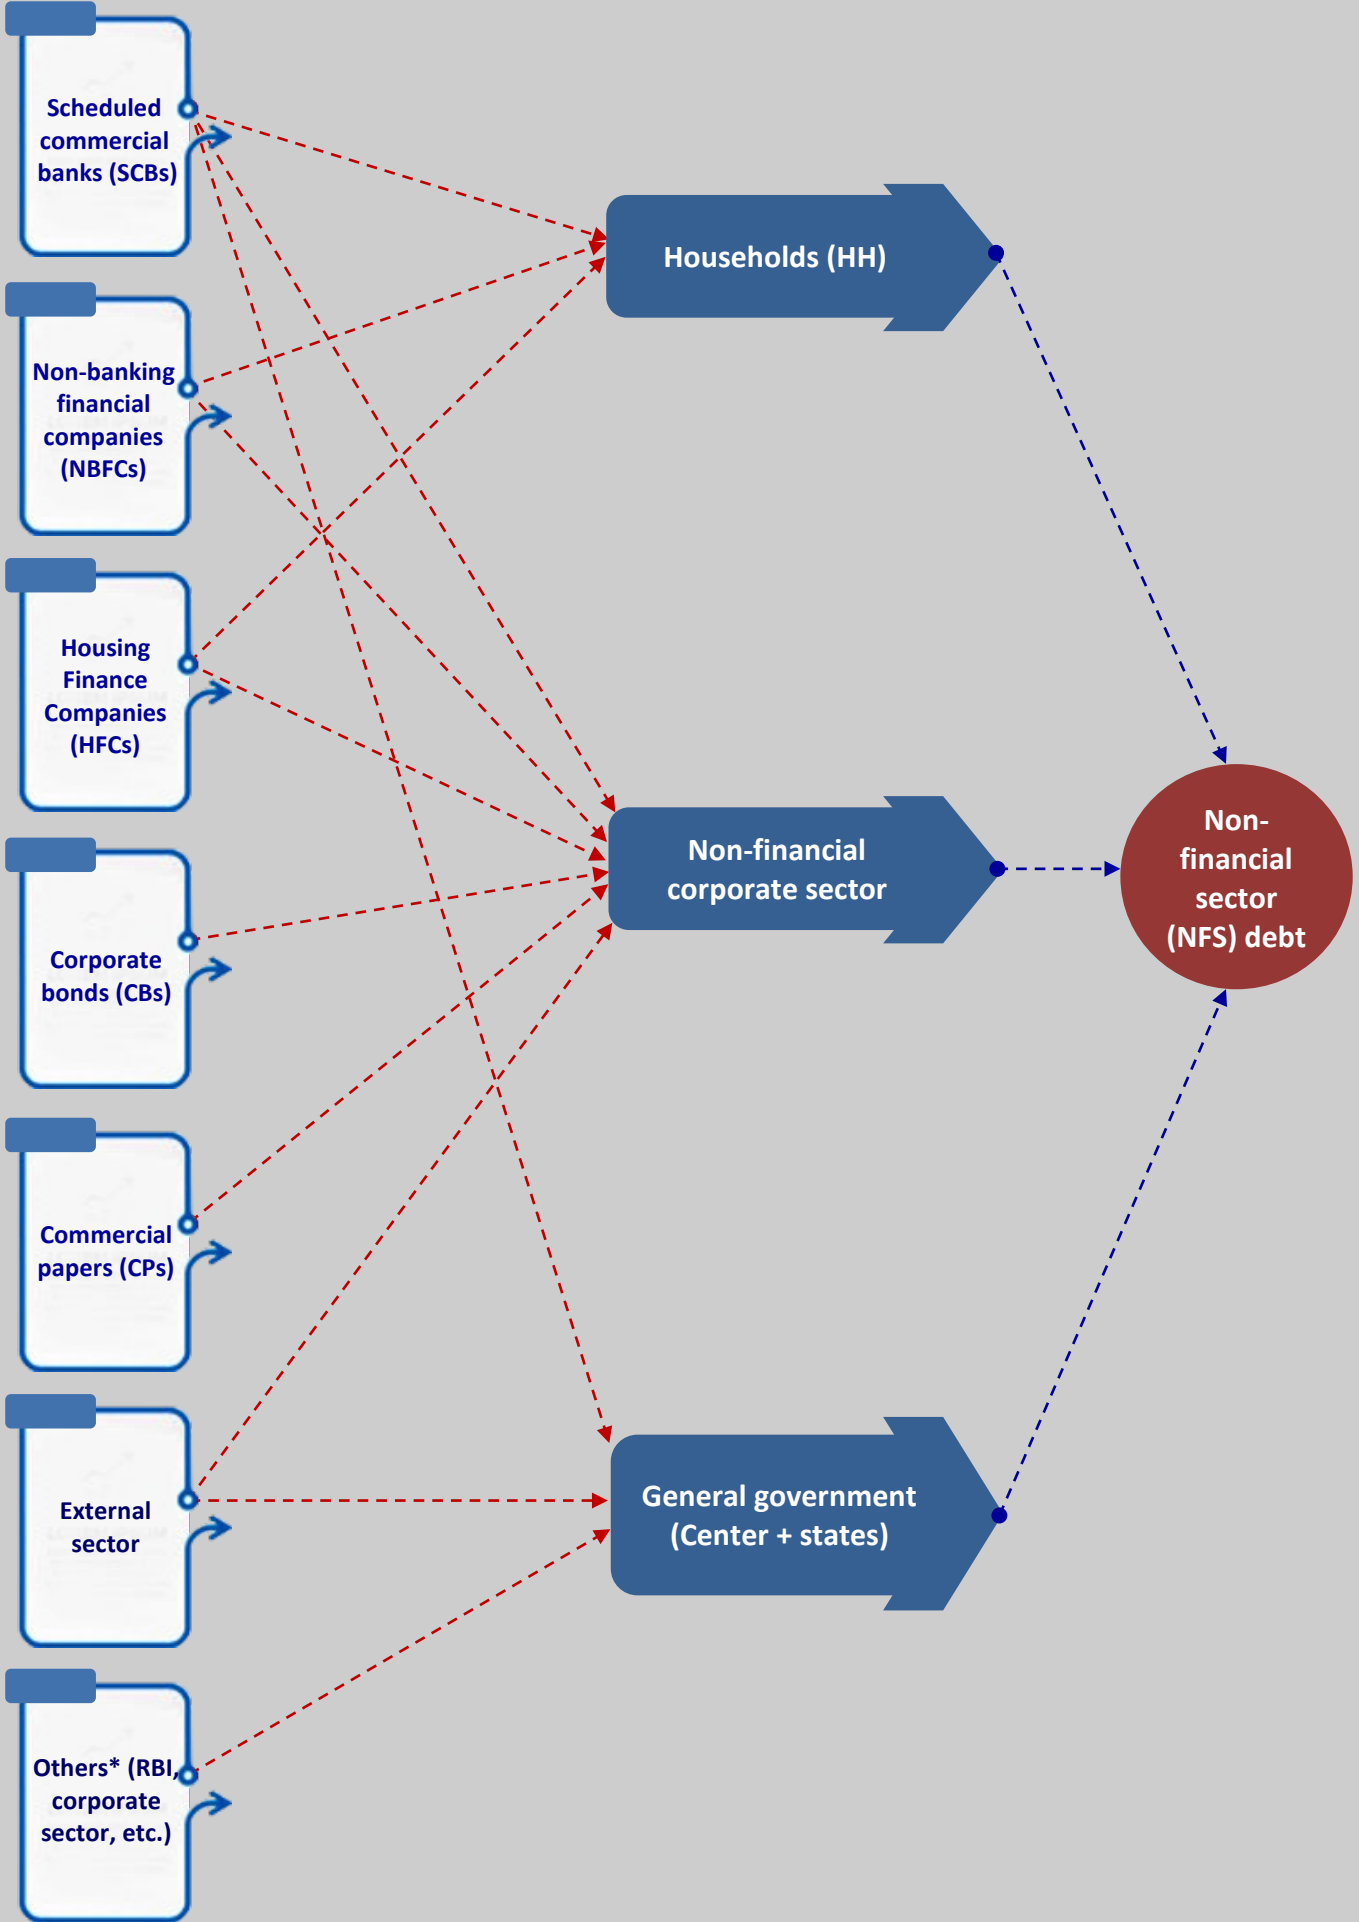 Scheduled
commercial
banks (SCBs)
Non-banking
financial
companies
(NBFCs)
Housing
Finance
Companies
(HFCs)
Corporate
bonds (CBs)
Commercial
papers (CPs)
External
sector
Others* (RBI,
corporate
sector, etc.)
Households (HH)
Non-financial
corporate sector
General government
(Center + states)
Non-
financial
sector
(NFS) debt